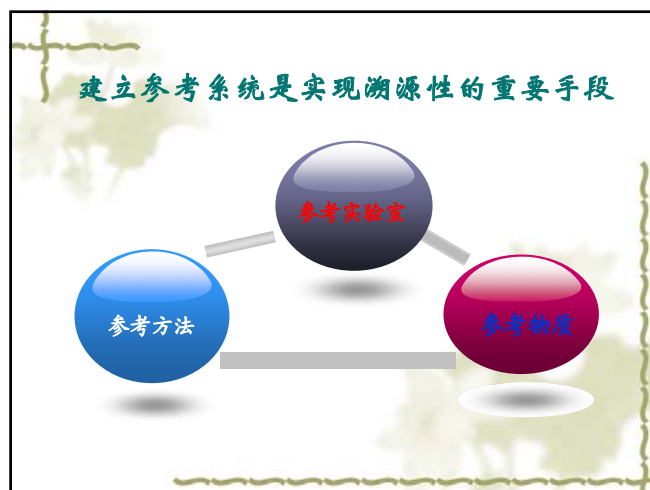 建立参考系统是实现溯源性的重要手段
参考实验室
参考方法
参考物质